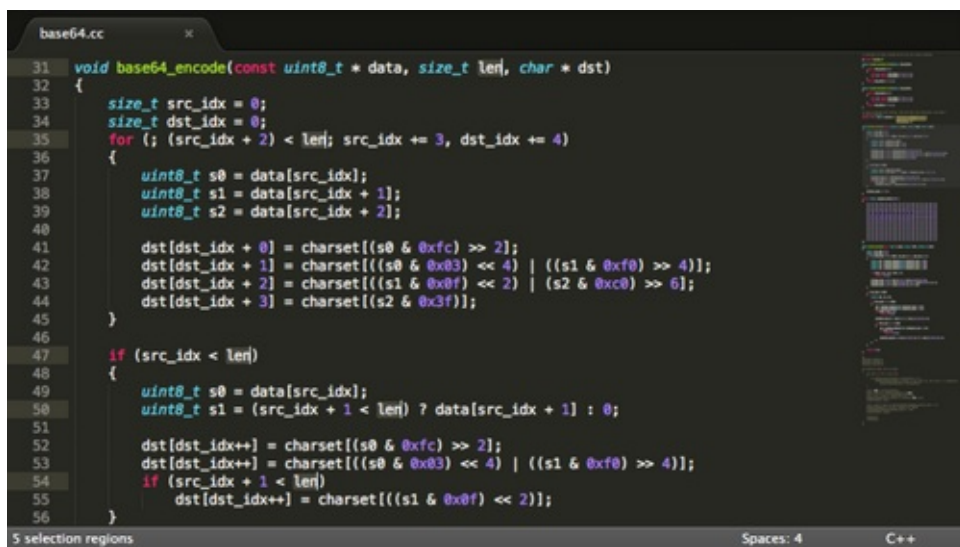 base64.cc ×
31 void base64_encode(const uint8_t * data, size_t len, char * dst)
32 {
33     size_t src_idx = 0;
34     size_t dst_idx = 0;
35     for (; (src_idx + 2) < len; src_idx += 3, dst_idx += 4)
36     {
37         uint8_t s0 = data[src_idx];
38         uint8_t s1 = data[src_idx + 1];
39         uint8_t s2 = data[src_idx + 2];
40
41         dst[dst_idx + 0] = charset[(s0 & 0xfc) >> 2];
42         dst[dst_idx + 1] = charset[((s0 & 0x03) << 4) | ((s1 & 0xf0) >> 4)];
43         dst[dst_idx + 2] = charset[((s1 & 0x0f) << 2) | (s2 & 0xc0) >> 6];
44         dst[dst_idx + 3] = charset[(s2 & 0x3f)];
45     }
46
47     if (src_idx < len)
48     {
49         uint8_t s0 = data[src_idx];
50         uint8_t s1 = (src_idx + 1 < len) ? data[src_idx + 1] : 0;
51
52         dst[dst_idx++] = charset[(s0 & 0xfc) >> 2];
53         dst[dst_idx++] = charset[((s0 & 0x03) << 4) | ((s1 & 0xf0) >> 4)];
54         if (src_idx + 1 < len)
55             dst[dst_idx++] = charset[((s1 & 0x0f) << 2)];
56     }
5 selection regions Spaces: 4 C++